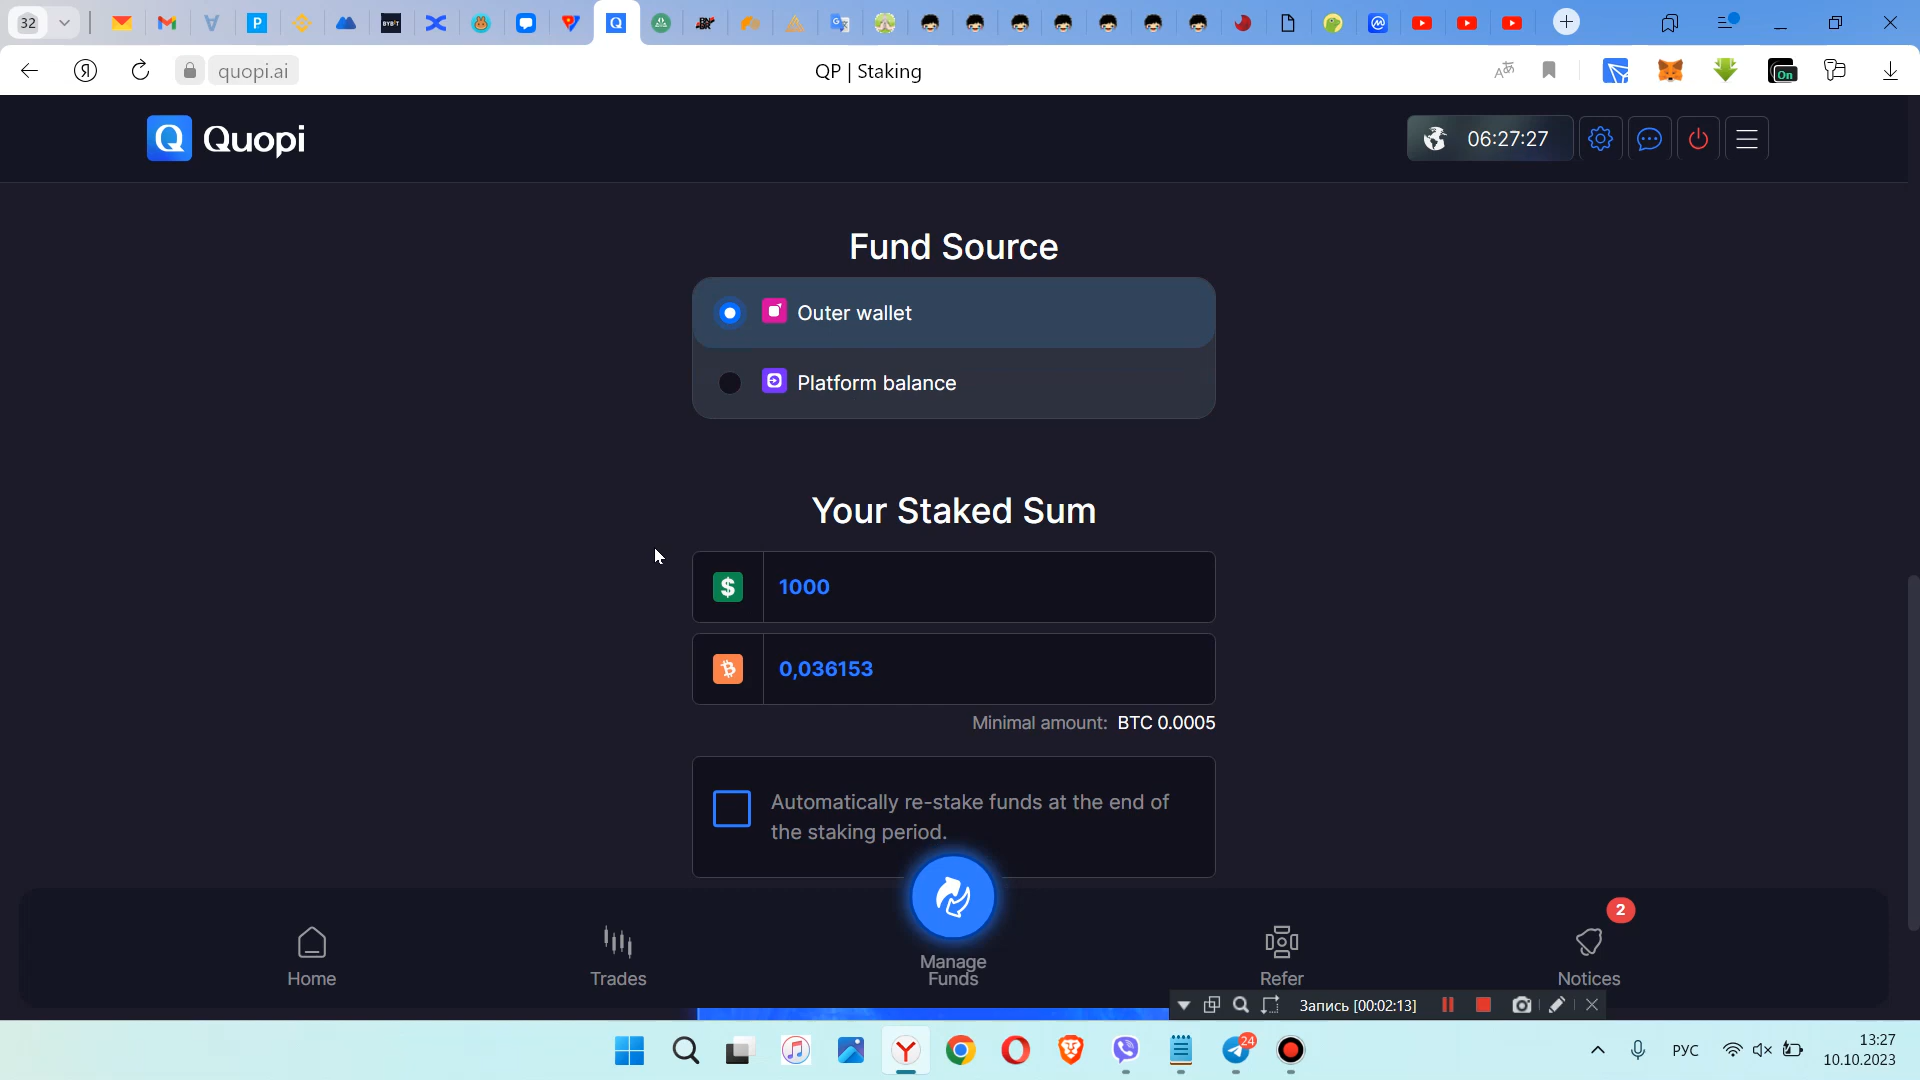 32
quopi.ai
QP | Staking
On
Quopi
06:27:27
Fund Source
Outer wallet
Platform balance
Your Staked Sum
1000
0,036153
Minimal amount: BTC 0.0005
Automatically re-stake funds at the end of
the staking period.
Home
Trades
Manage
Funds
Refer
2
Notices
Запись [00:02:13]
24
РУС
13:27
10.10.2023